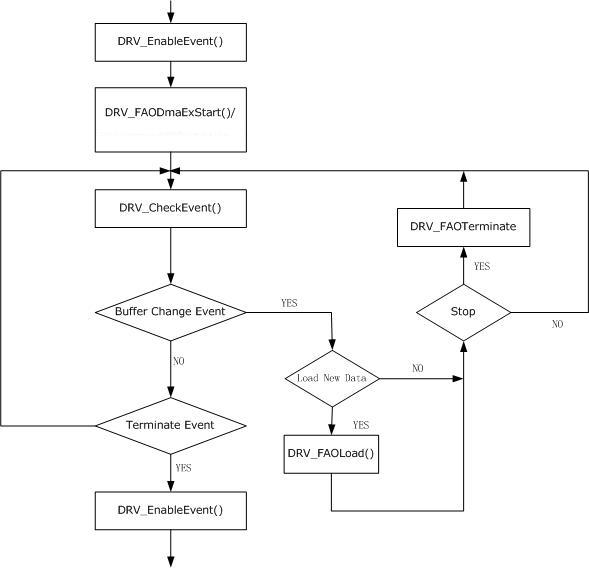 DRV_EnableEvent()
DRV_FAODmaExStart()/
DRV_CheckEvent()
DRV_FAOTerminate
YES
Buffer Change Event
YES
Stop
NO
NO
Load New Data
NO
Terminate Event
YES
DRV_FAOLoad()
YES
DRV_EnableEvent()